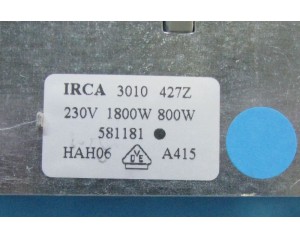 IRCA 3010 427Z
230V 1800W 800W
581181 ●
HAH06 VDE A415